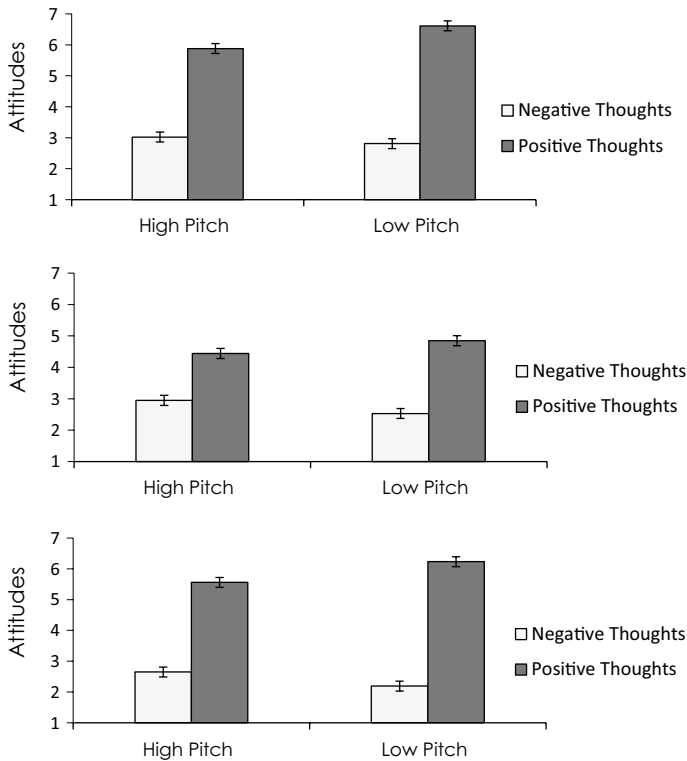 7
6
5
4
3
2
1
Attitudes
High Pitch
Low Pitch
Negative Thoughts
Positive Thoughts
7
6
5
4
3
2
1
Attitudes
High Pitch
Low Pitch
Negative Thoughts
Positive Thoughts
7
6
5
4
3
2
1
Attitudes
High Pitch
Low Pitch
Negative Thoughts
Positive Thoughts